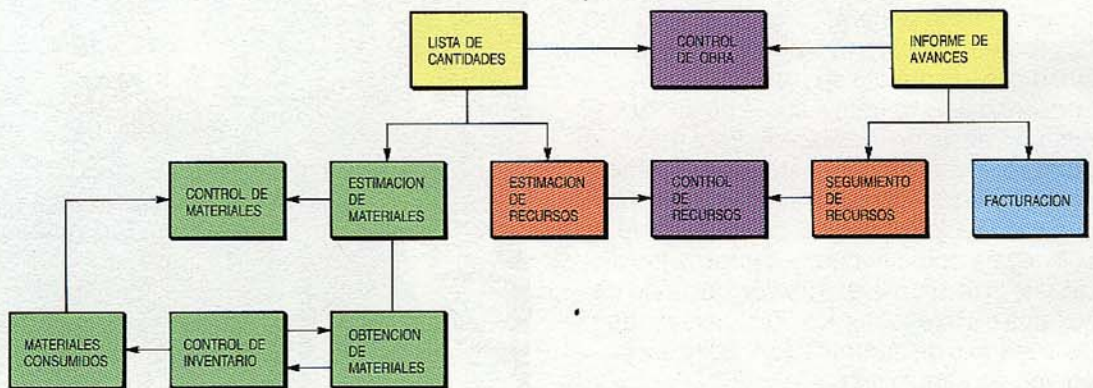 LISTA DE
CANTIDADES
CONTROL
DE OBRA
INFORME DE
AVANCES
CONTROL DE
MATERIALES
ESTIMACION
DE
MATERIALES
ESTIMACION
DE
RECURSOS
CONTROL
DE
RECURSOS
SEGUIMIENTO
DE
RECURSOS
FACTURACION
MATERIALES
CONSUMIDOS
CONTROL DE
INVENTARIO
OBTENCION
DE
MATERIALES